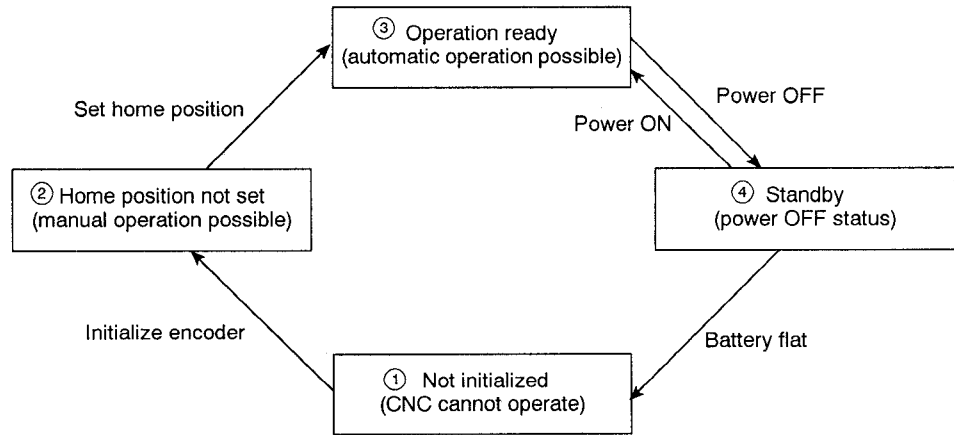 ③ Operation ready
(automatic operation possible)
Set home position
Power OFF
Power ON
② Home position not set
(manual operation possible)
④ Standby
(power OFF status)
Initialize encoder
Battery flat
① Not initialized
(CNC cannot operate)